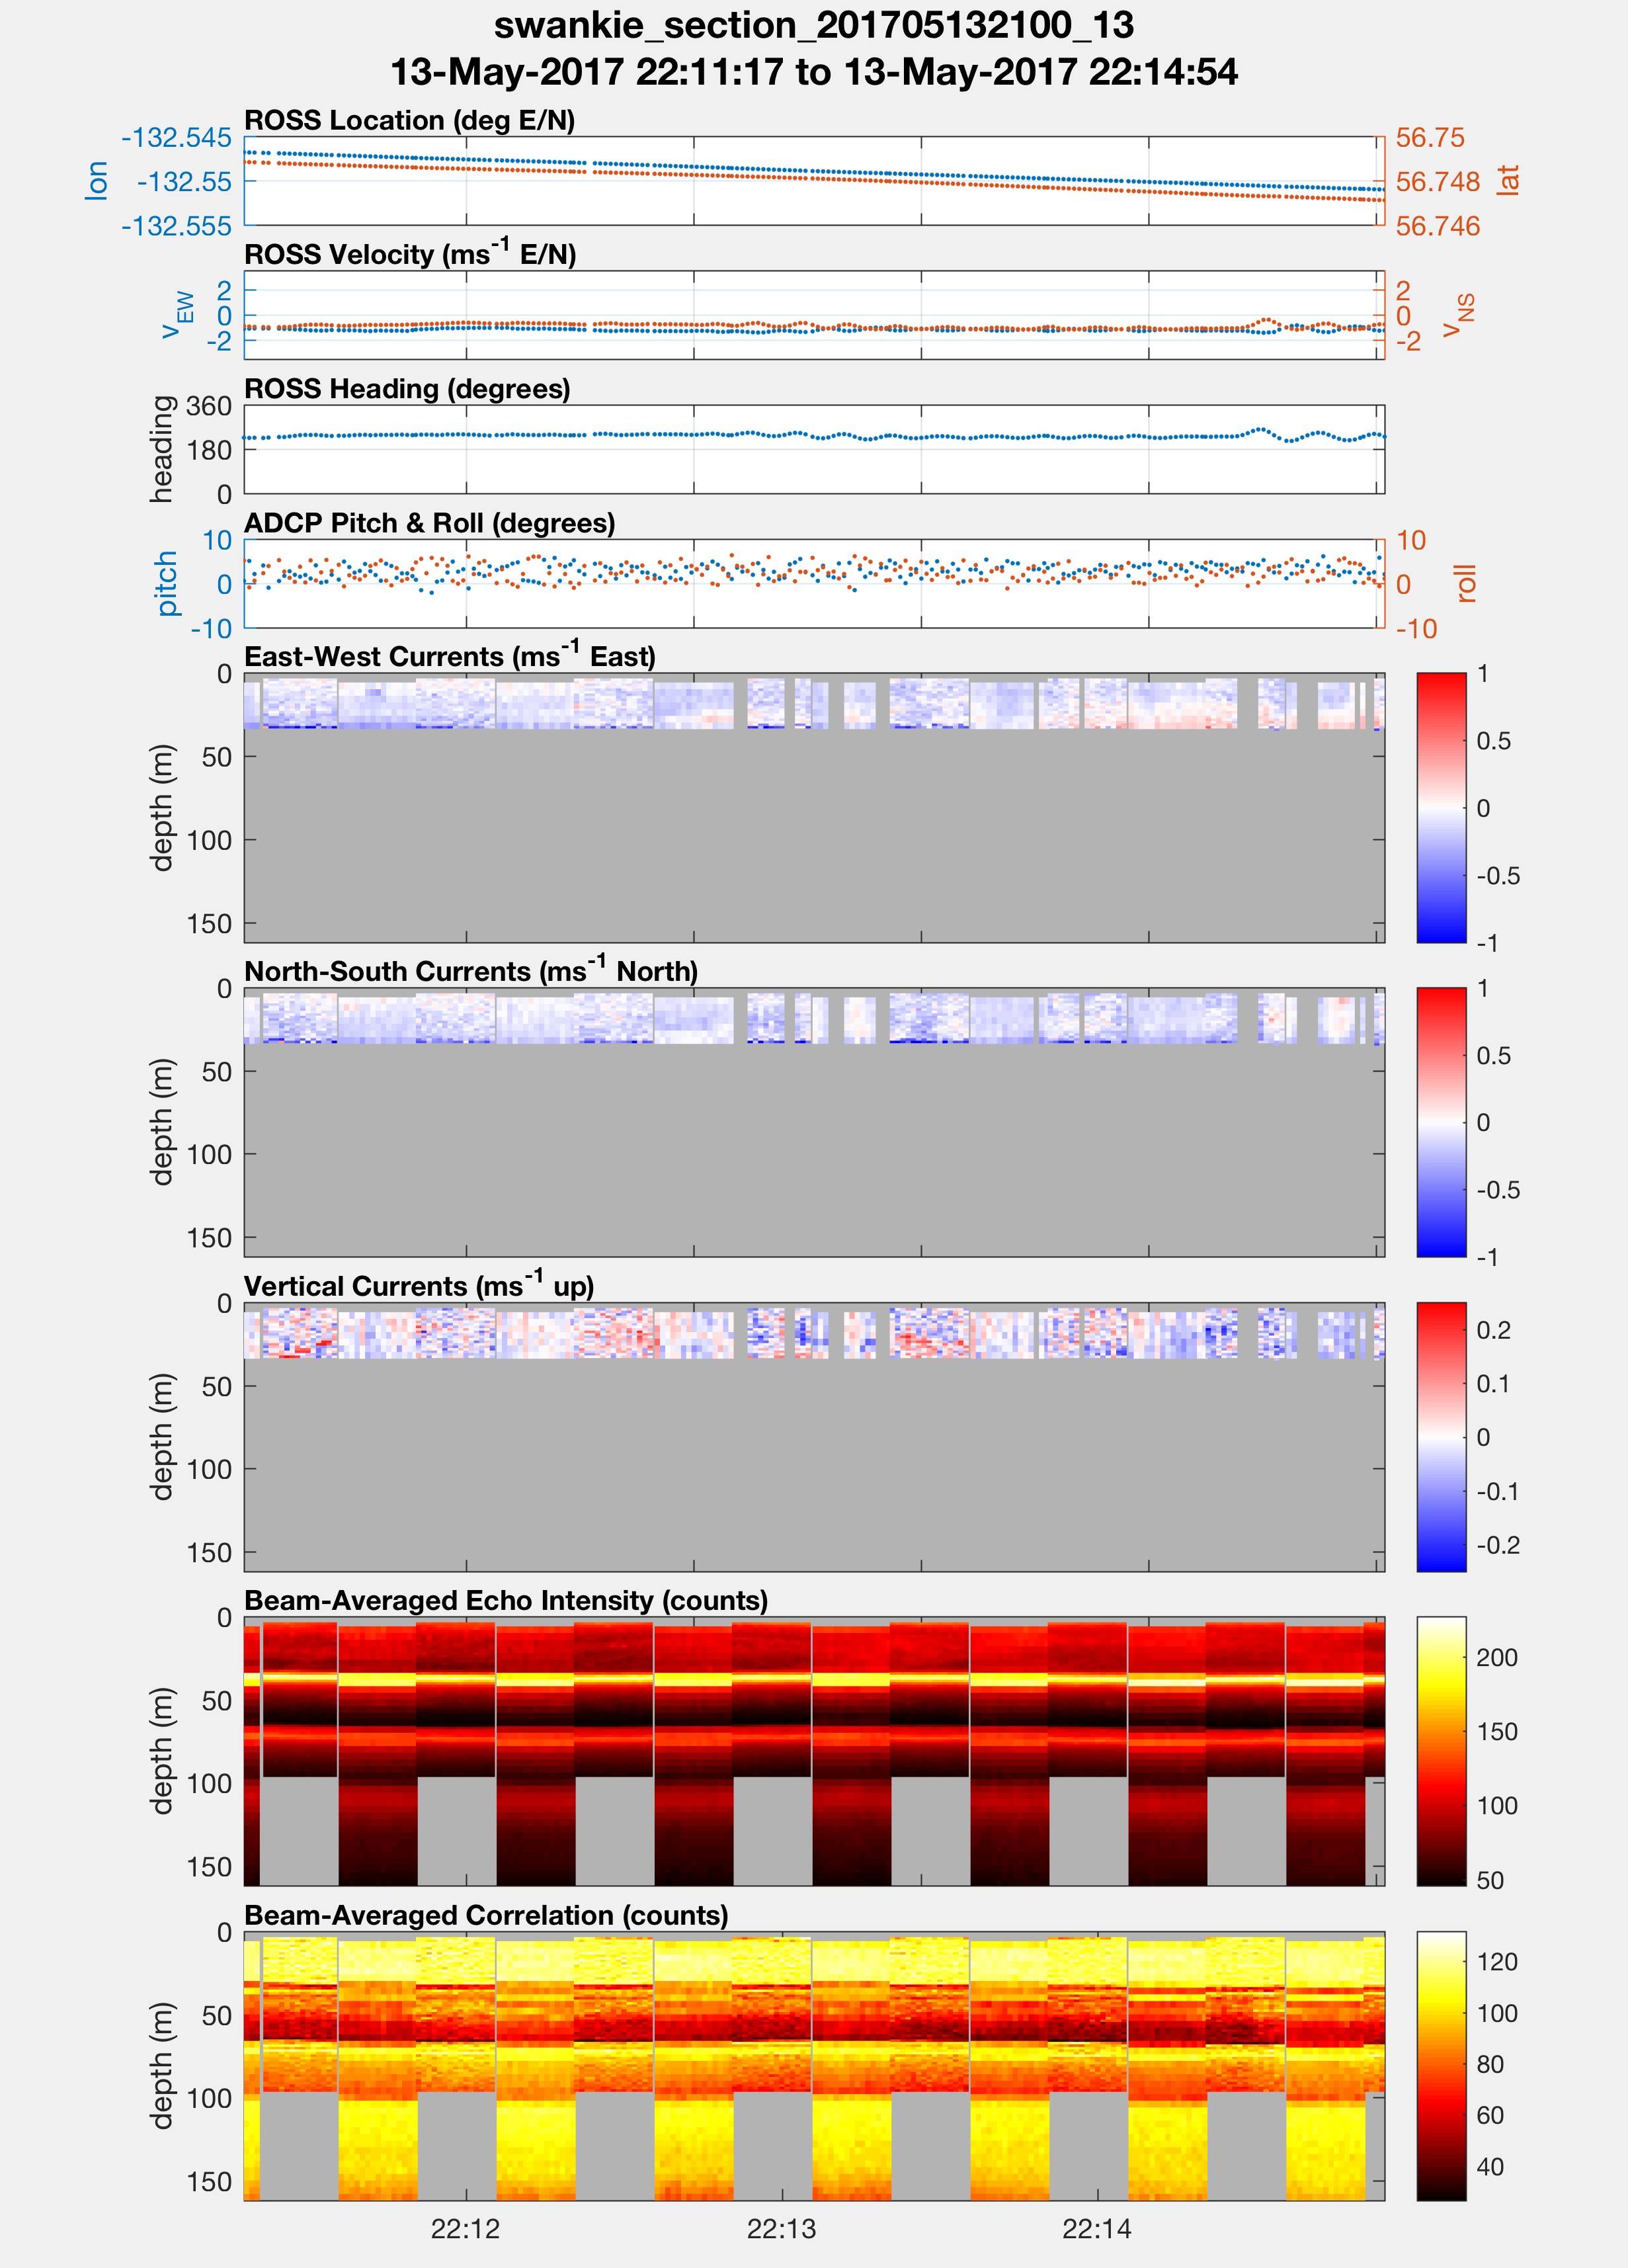 swankie_section_201705132100_13
13-May-2017 22:11:17 to 13-May-2017 22:14:54
ROSS Location (deg E/N)
-132.545
-132.55
-132.555
lon
56.75
56.748
56.746
lat
ROSS Velocity (ms-1 E/N)
2
0
-2
vEW
2
0
-2
vNS
ROSS Heading (degrees)
360
180
0
heading
ADCP Pitch & Roll (degrees)
10
0
-10
pitch
10
0
-10
roll
East-West Currents (ms-1 East)
0
50
100
150
depth (m)
1
0.5
0
-0.5
-1
North-South Currents (ms-1 North)
0
50
100
150
depth (m)
1
0.5
0
-0.5
-1
Vertical Currents (ms-1 up)
0
50
100
150
depth (m)
0.2
0.1
0
-0.1
-0.2
Beam-Averaged Echo Intensity (counts)
0
50
100
150
depth (m)
200
150
100
50
Beam-Averaged Correlation (counts)
0
50
100
150
depth (m)
120
100
80
60
40
22:12
22:13
22:14